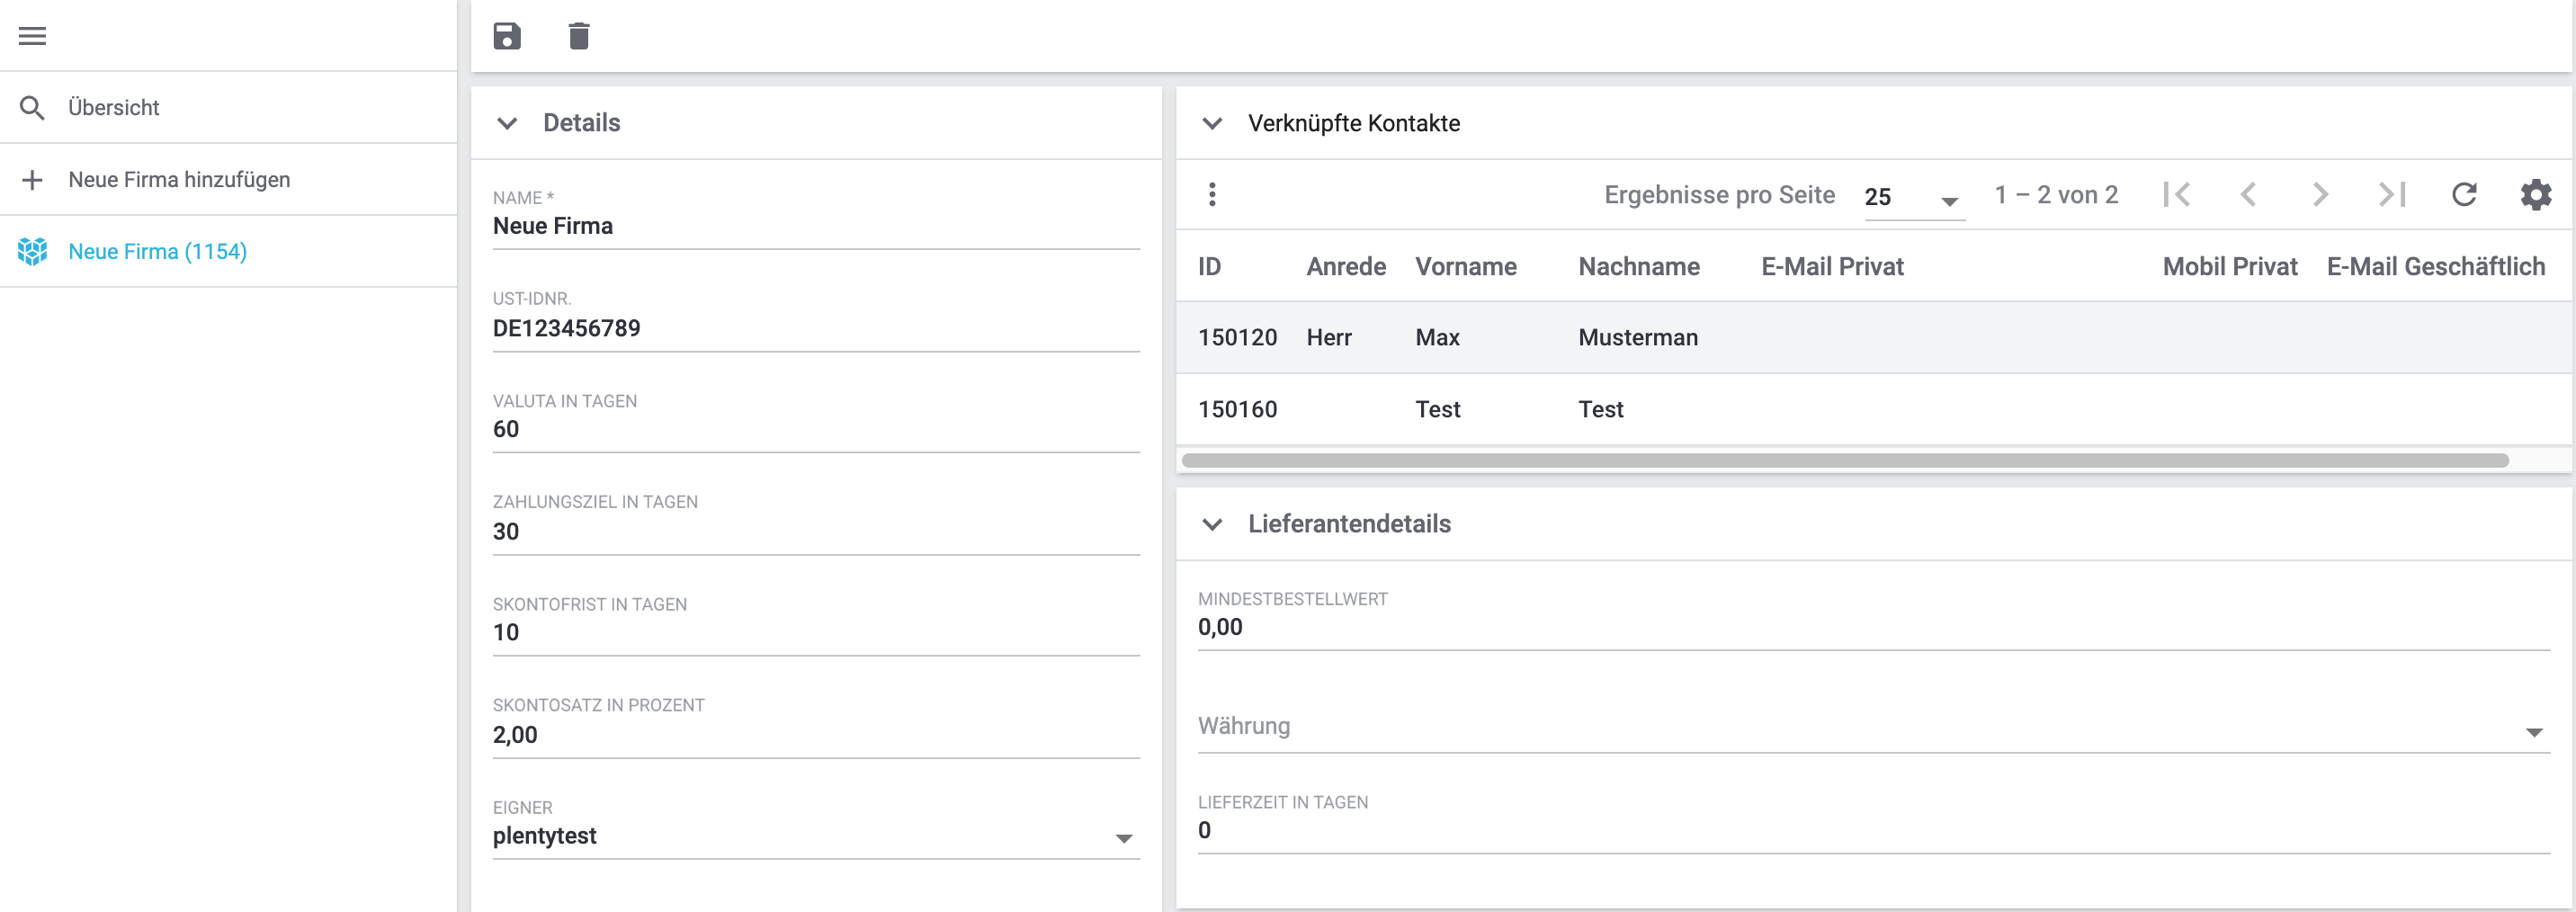 Übersicht
Neue Firma hinzufügen
Neue Firma (1154)
Details
NAME *
Neue Firma
UST-IDNR.
DE123456789
VALUTA IN TAGEN
60
ZAHLUNGSZIEL IN TAGEN
30
SKONTOFRIST IN TAGEN
10
SKONTOSATZ IN PROZENT
2,00
EIGNER
plentytest
Verknüpfte Kontakte
Ergebnisse pro Seite 25 1 – 2 von 2
ID Anrede Vorname Nachname E-Mail Privat Mobil Privat E-Mail Geschäftlich
150120 Herr Max Musterman
150160 Test Test
Lieferantendetails
MINDESTBESTELLWERT
0,00
Währung
LIEFERZEIT IN TAGEN
0